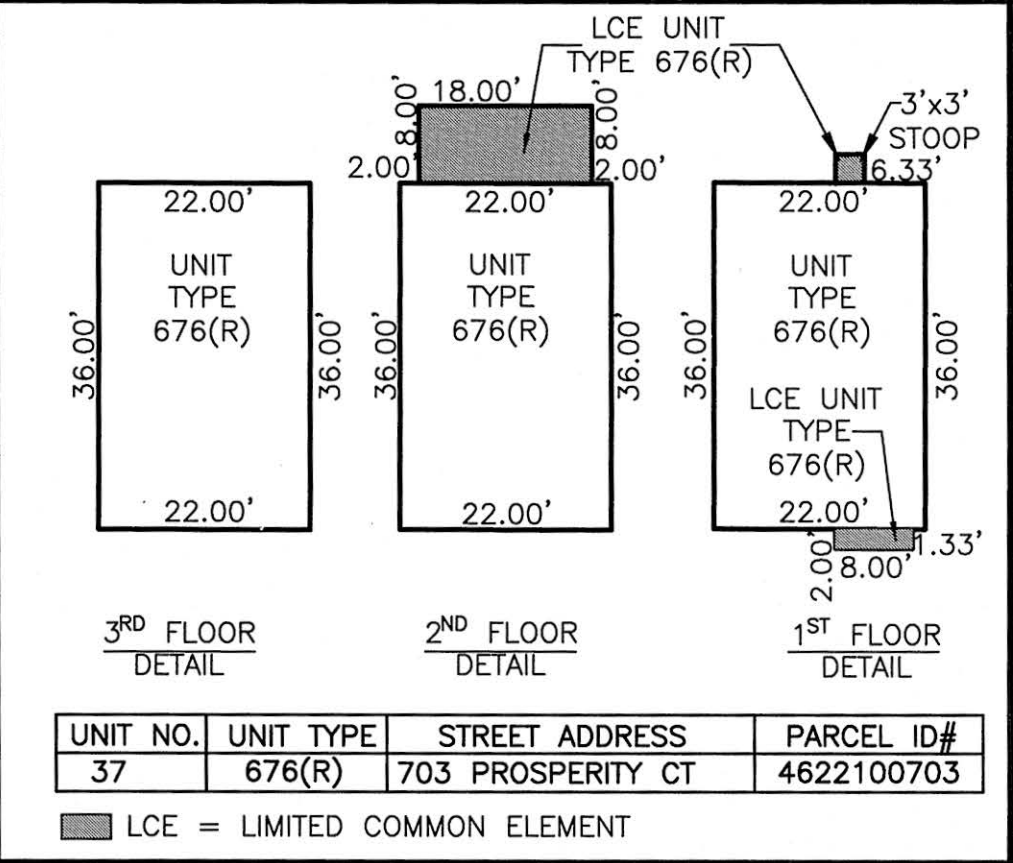 LCE UNIT
TYPE 676(R)
3'x3'
STOOP
18.00'
8.00'
8.00'
2.00'
2.00'
6.33'
22.00'
22.00'
22.00'
UNIT
TYPE
676(R)
UNIT
TYPE
676(R)
UNIT
TYPE
676(R)
36.00'
36.00'
36.00'
36.00'
36.00'
36.00'
LCE UNIT
TYPE
676(R)
22.00'
22.00'
22.00'
2.00'
8.00'
1.33'
3RD FLOOR
DETAIL
2ND FLOOR
DETAIL
1ST FLOOR
DETAIL
UNIT NO. UNIT TYPE STREET ADDRESS PARCEL ID#
37 676(R) 703 PROSPERITY CT 4622100703
LCE = LIMITED COMMON ELEMENT